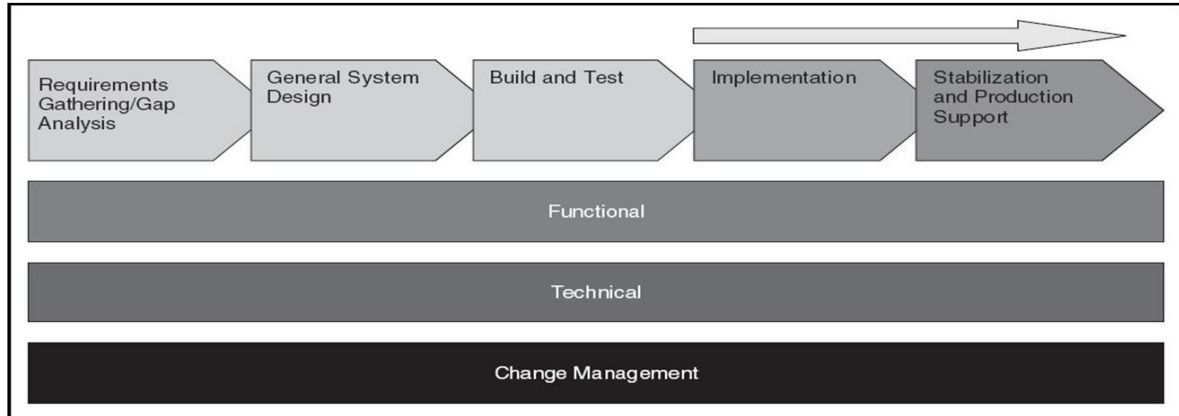 Requirements
Gathering/Gap
Analysis
General System
Design
Build and Test
Implementation
Stabilization
and Production
Support
Functional
Technical
Change Management